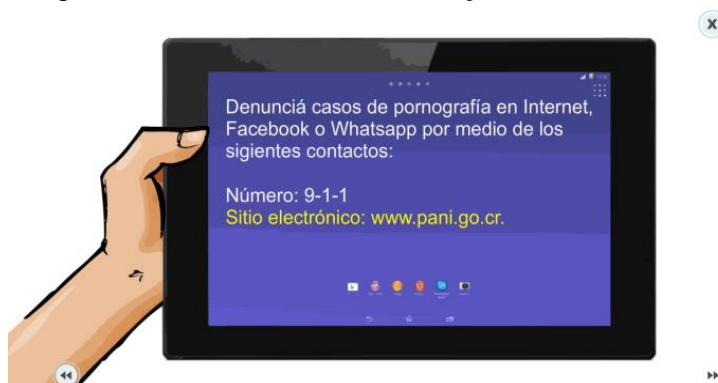 Denunciá casos de pornografía en Internet,
Facebook o Whatsapp por medio de los
sigientes contactos:
Número: 9-1-1
Sitio electrónico: www.pani.go.cr.